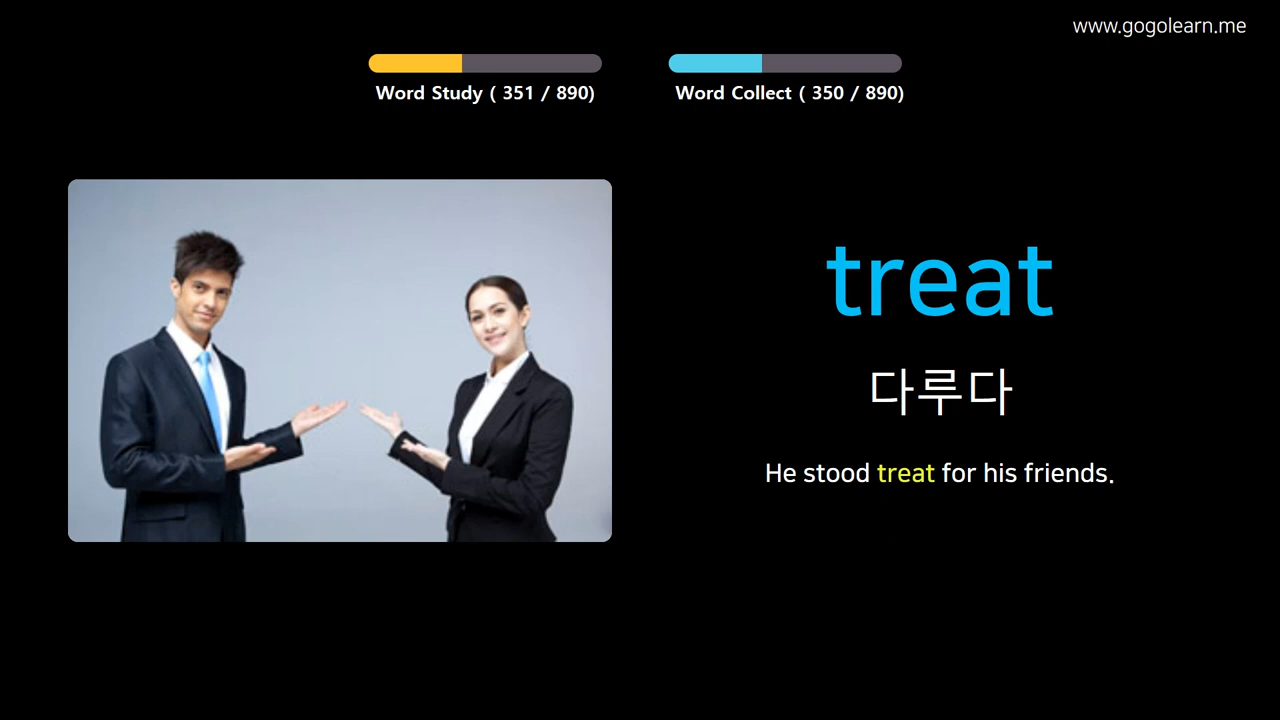 www.gogolearn.me
Word Study ( 351 / 890)
Word Collect ( 350 / 890)
treat
다루다
He stood treat for his friends.